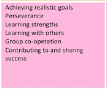 Achieving realistic goals
Perseverance
Learning strengths
Learning with others
Group co-operation
Contributing to and sharing
success